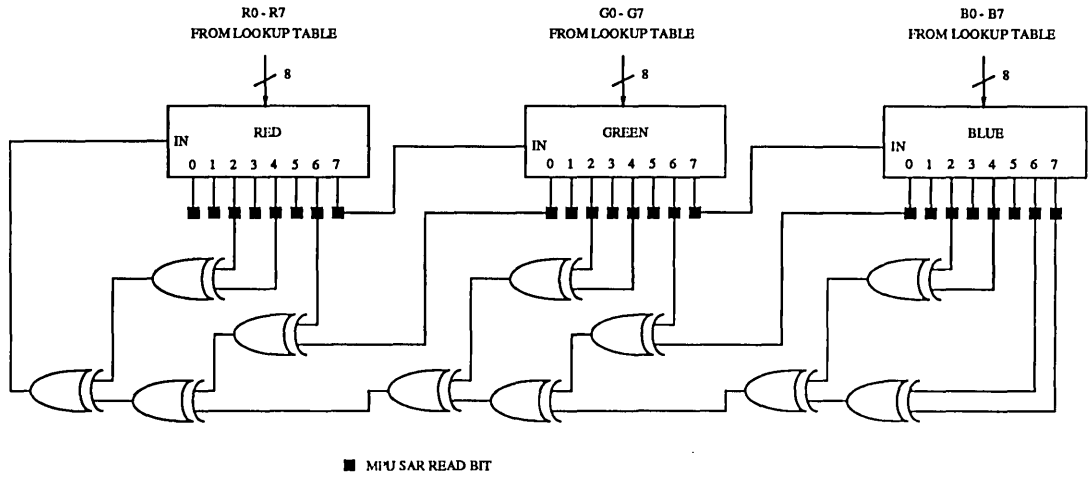 R0 - R7
FROM LOOKUP TABLE
G0 - G7
FROM LOOKUP TABLE
B0 - B7
FROM LOOKUP TABLE
8
8
8
RED
IN
0 1 2 3 4 5 6 7
GREEN
IN
0 1 2 3 4 5 6 7
BLUE
IN
0 1 2 3 4 5 6 7
MPU SAR READ BIT